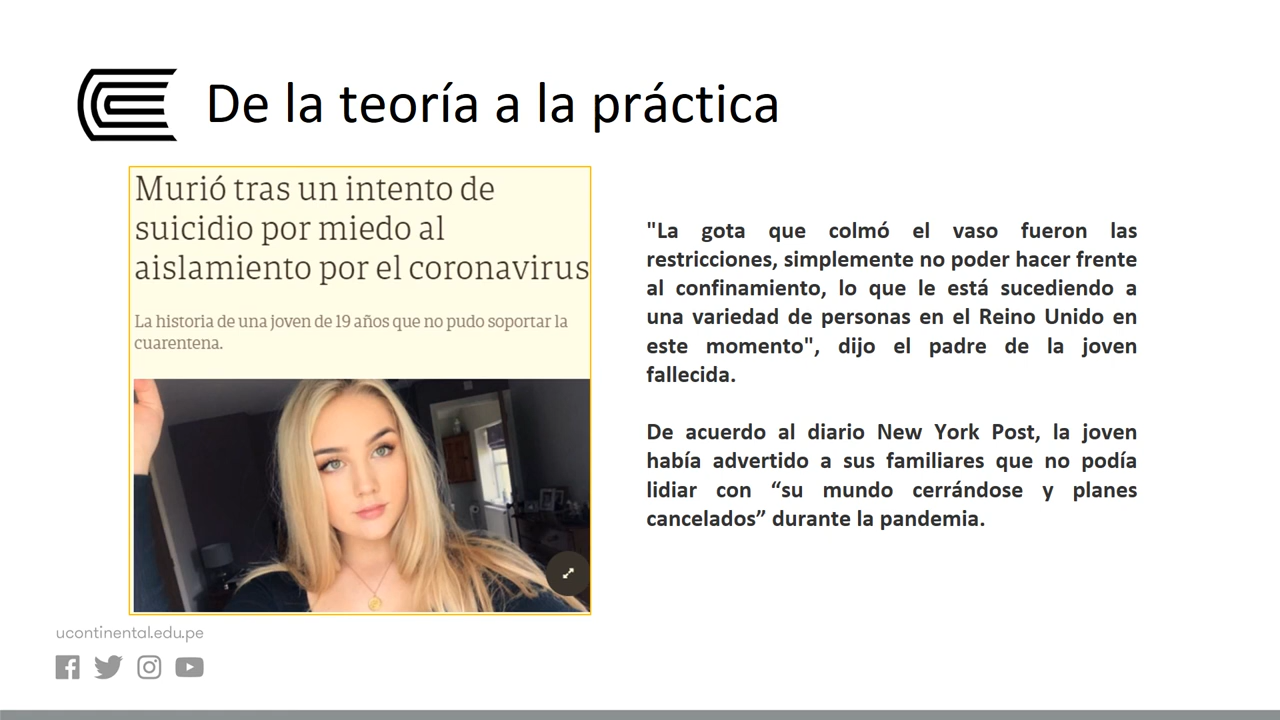 De la teoría a la práctica
Murió tras un intento de
suicidio por miedo al
aislamiento por el coronavirus
La historia de una joven de 19 años que no pudo soportar la
cuarentena.
"La gota que colmó el vaso fueron las
restricciones, simplemente no poder hacer frente
al confinamiento, lo que le está sucediendo a
una variedad de personas en el Reino Unido en
este momento", dijo el padre de la joven
fallecida.
De acuerdo al diario New York Post, la joven
había advertido a sus familiares que no podía
lidiar con “su mundo cerrándose y planes
cancelados” durante la pandemia.
ucontinental.edu.pe